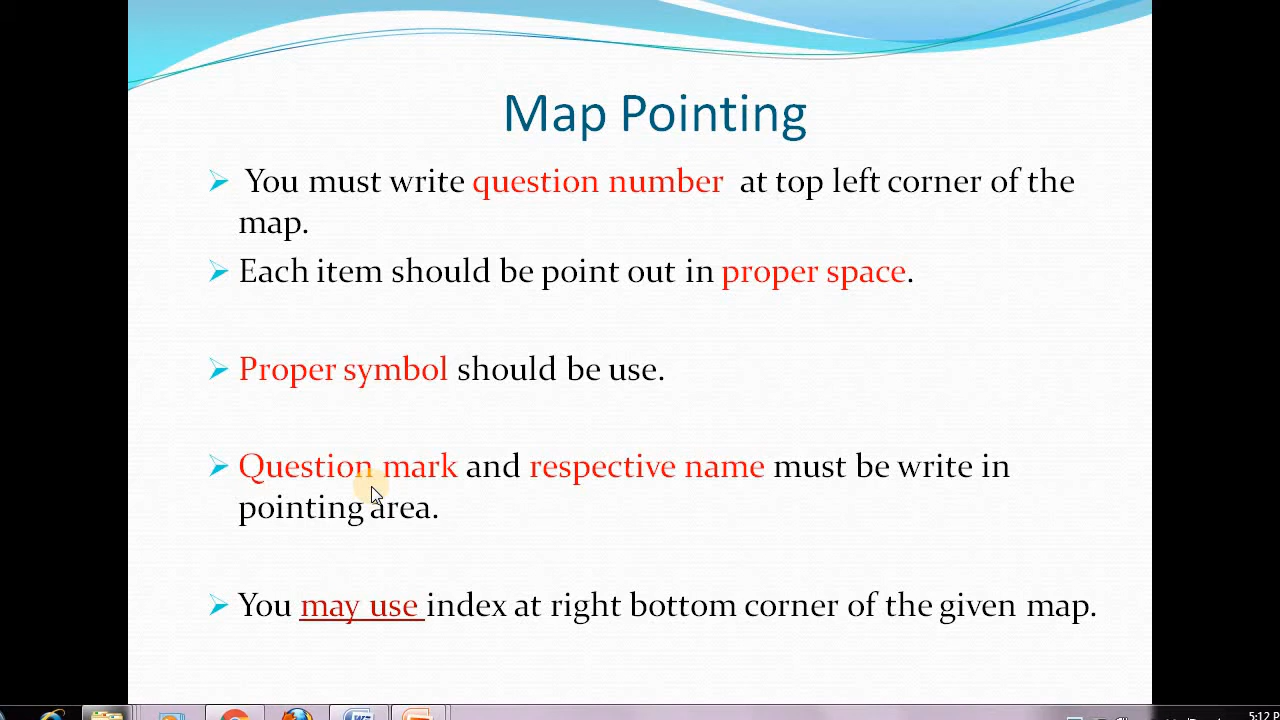 Map Pointing
You must write question number at top left corner of the
map.
Each item should be point out in proper space.
Proper symbol should be use.
Question mark and respective name must be write in
pointing area.
You may use index at right bottom corner of the given map.
5:12 P